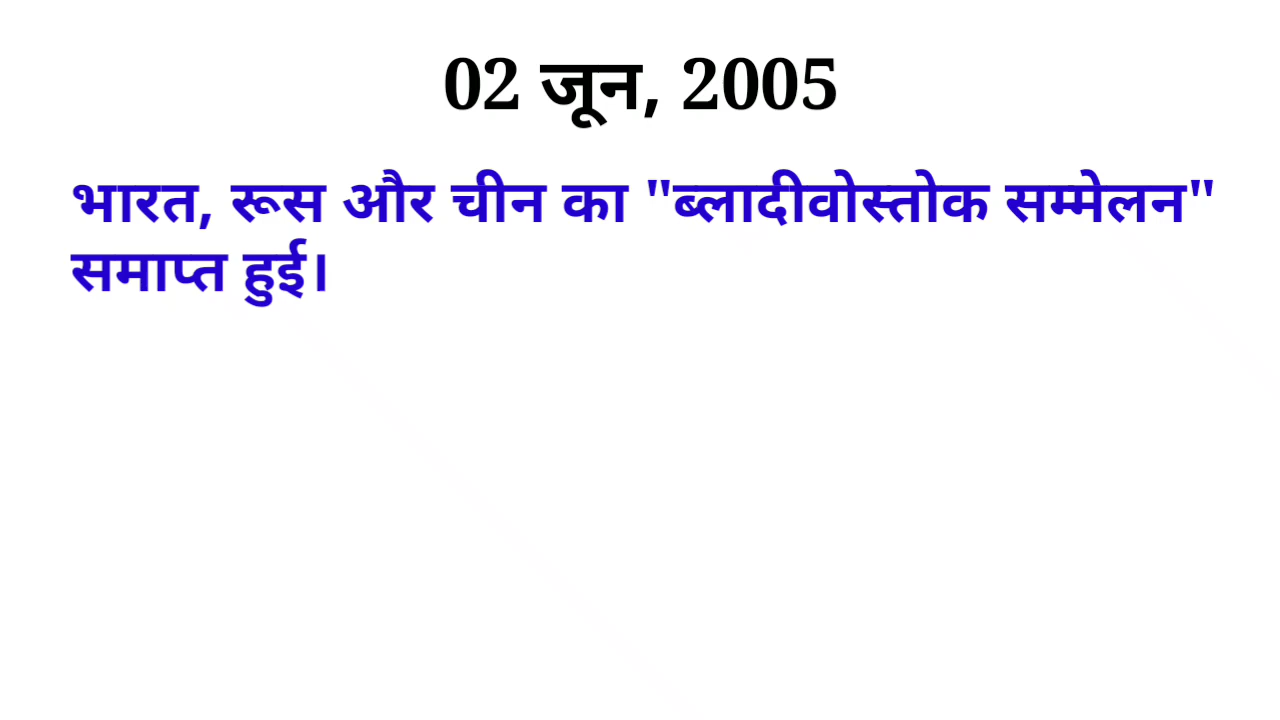 02 जून, 2005
भारत, रूस और चीन का "ब्लादीवोस्तोक सम्मेलन"
समाप्त हुई।